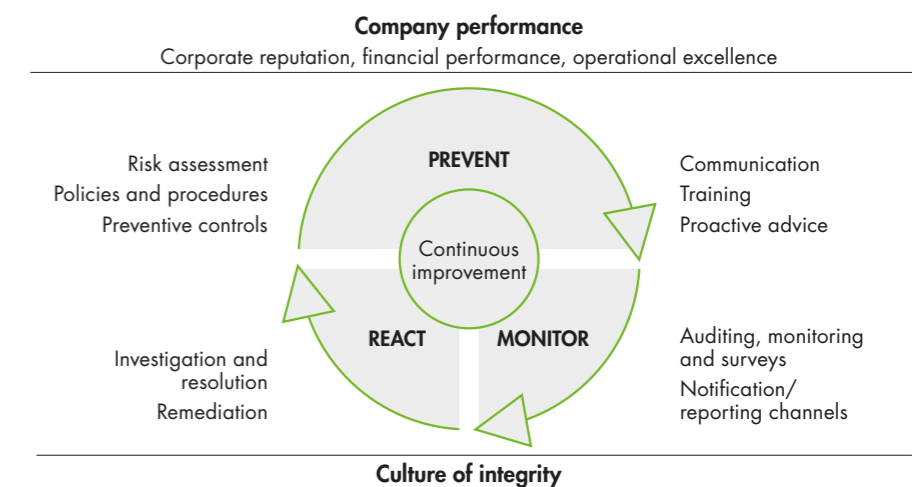 Company performance
Corporate reputation, financial performance, operational excellence
PREVENT
Risk assessment
Policies and procedures
Preventive controls
Communication
Training
Proactive advice
Continuous
improvement
REACT
MONITOR
Investigation and
resolution
Remediation
Auditing, monitoring
and surveys
Notification/
reporting channels
Culture of integrity